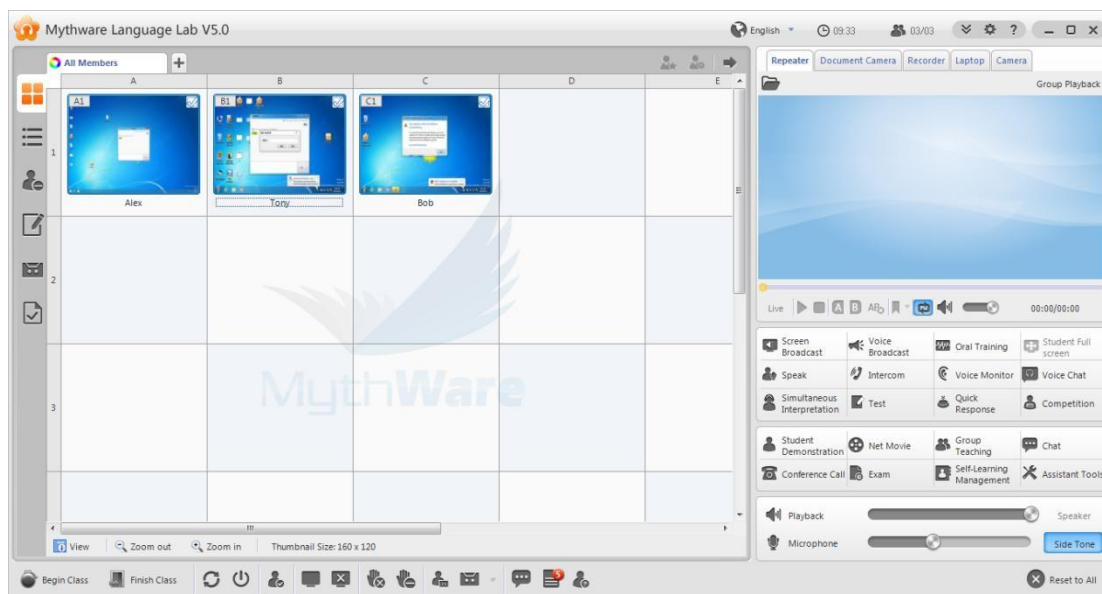 Mythware Language Lab V5.0
English
09:33
03/03
?
All Members
+
A B C D E
1
A1
B1
C1
Alex
Tony
Bob
2
MythWare
3
View
Zoom out
Zoom in
Thumbnail Size: 160 x 120
Repeater
Document Camera
Recorder
Laptop
Camera
Group Playback
Live
A
B
00:00/00:00
Screen
Broadcast
Voice
Broadcast
Oral Training
Student Full
screen
Speak
Intercom
Voice Monitor
Voice Chat
Simultaneous
Interpretation
Test
Quick
Response
Competition
Student
Demonstration
Net Movie
Group
Teaching
Chat
Conference Call
Exam
Self-Learning
Management
Assistant Tools
Playback
Speaker
Microphone
Side Tone
Begin Class
Finish Class
5
Reset to All